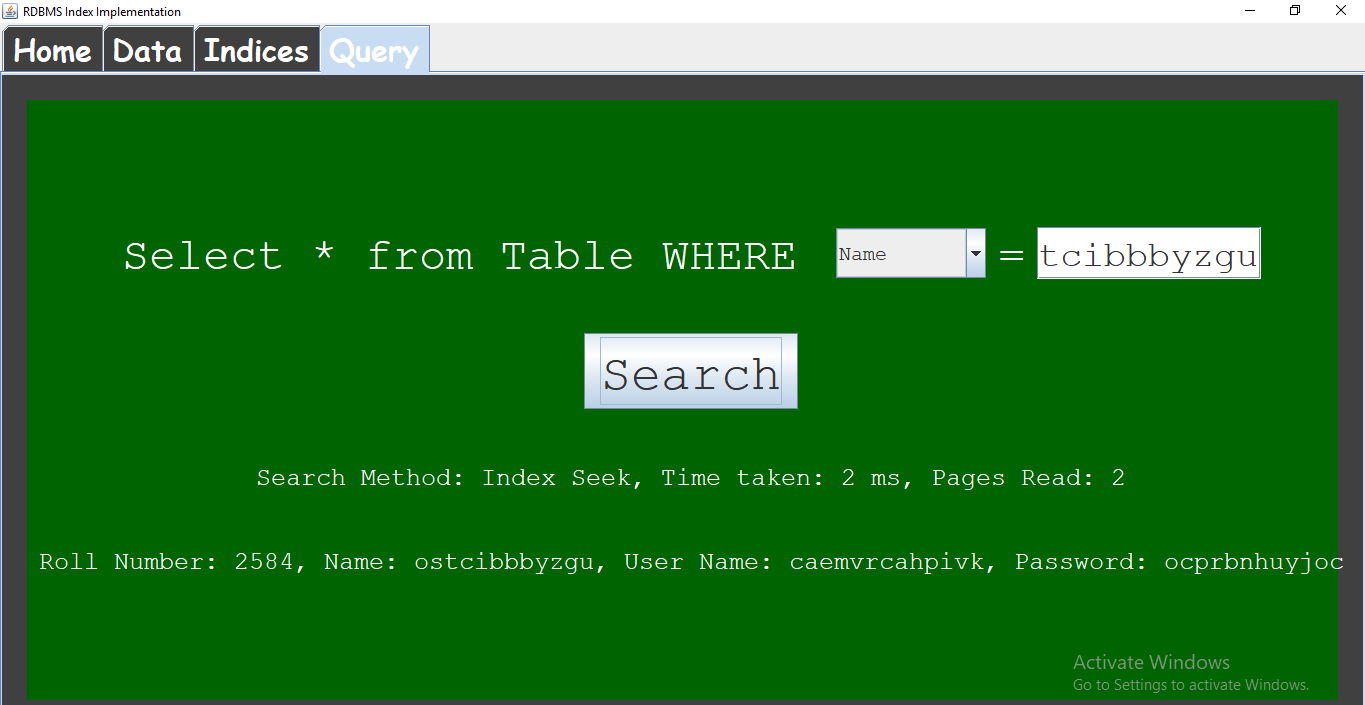 RDBMS Index Implementation
Home Data Indices Query
Select * from Table WHERE Name = tcibbbyzgu
Search
Search Method: Index Seek, Time taken: 2 ms, Pages Read: 2
Roll Number: 2584, Name: ostcibbbyzgu, User Name: caemvrcahpivk, Password: ocprbnhuyjoc
Activate Windows
Go to Settings to activate Windows.